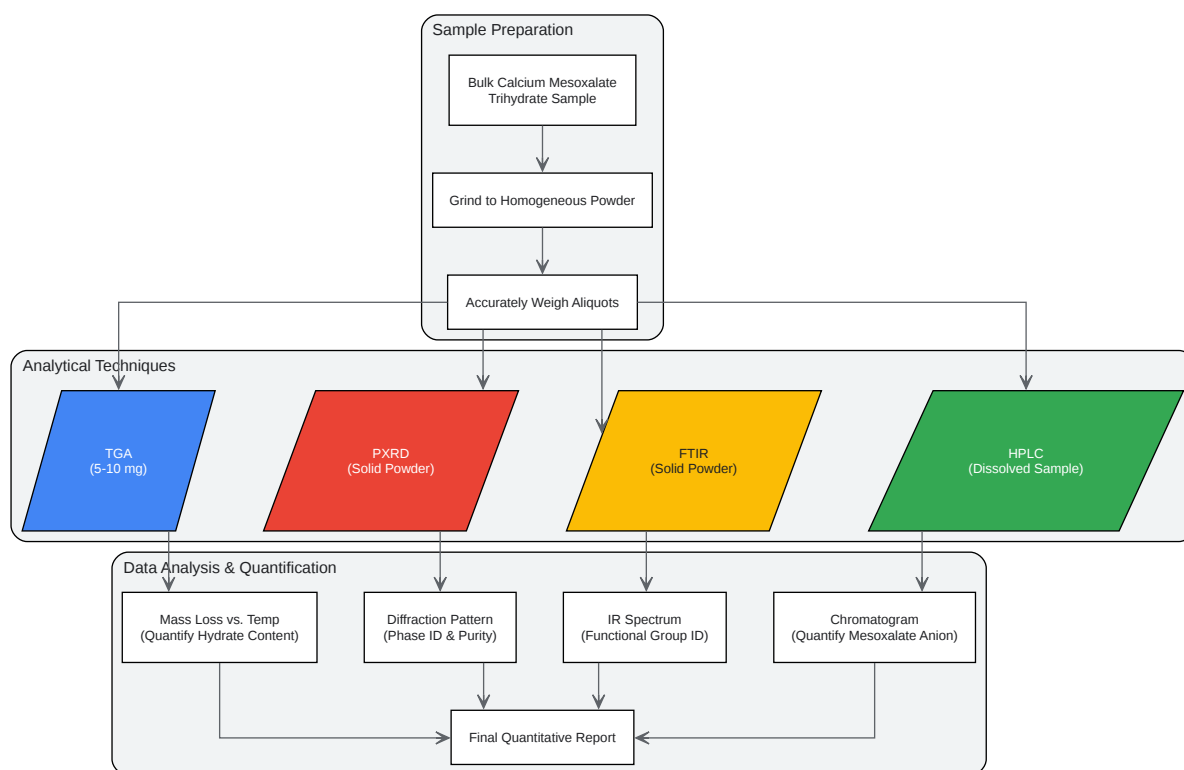 Sample Preparation
Bulk Calcium Mesoxalate
Trihydrate Sample
Grind to Homogeneous Powder
Accurately Weigh Aliquots
Analytical Techniques
TGA
(5-10 mg)
PXRD
(Solid Powder)
FTIR
(Solid Powder)
HPLC
(Dissolved Sample)
Data Analysis & Quantification
Mass Loss vs. Temp
(Quantify Hydrate Content)
Diffraction Pattern
(Phase ID & Purity)
IR Spectrum
(Functional Group ID)
Chromatogram
(Quantify Mesoxalate Anion)
Final Quantitative Report